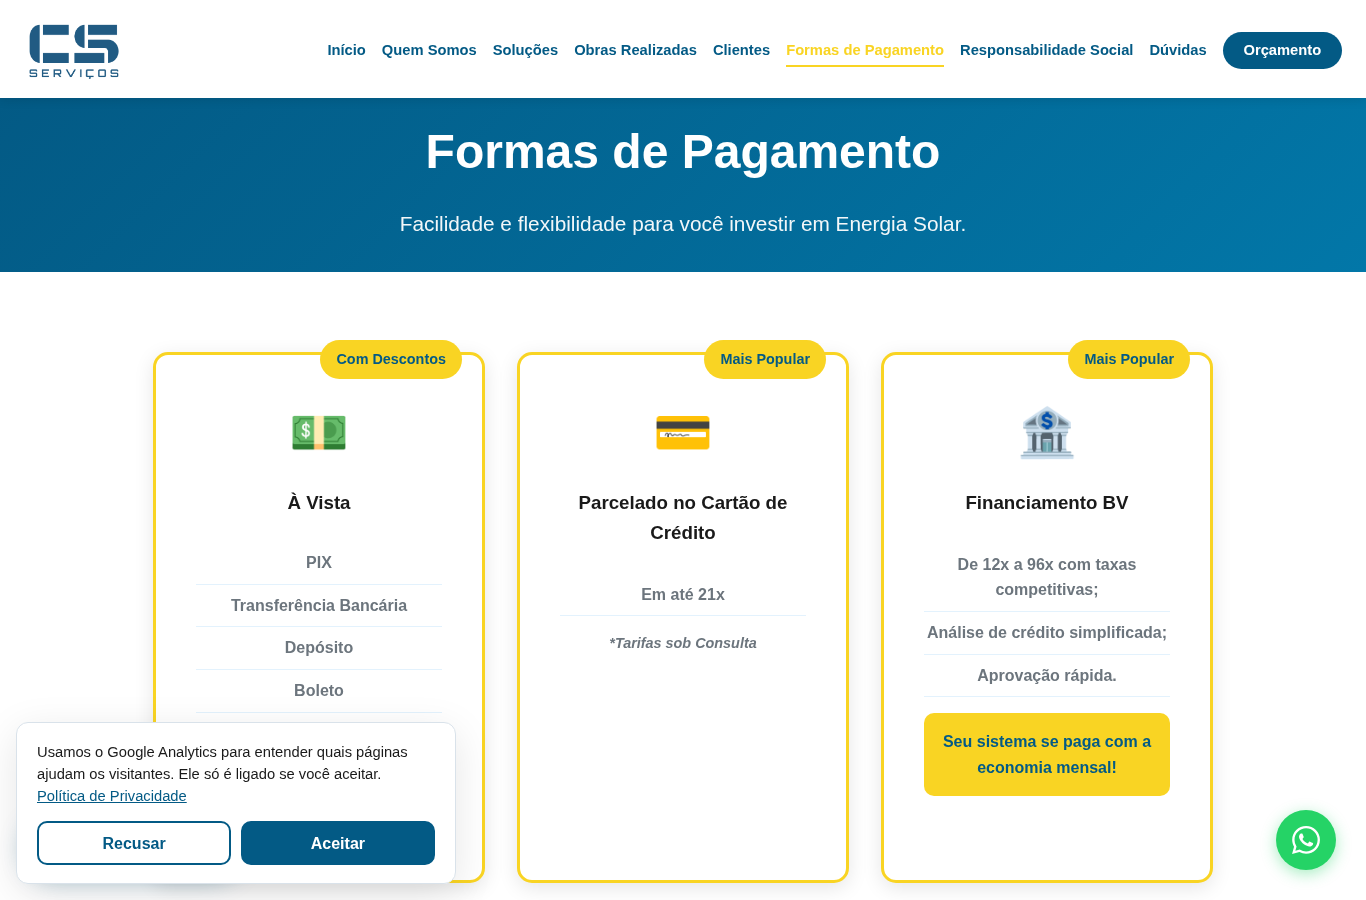 CS
SERVIÇOS
Início Quem Somos Soluções Obras Realizadas Clientes Formas de Pagamento Responsabilidade Social Dúvidas Orçamento
Formas de Pagamento
Facilidade e flexibilidade para você investir em Energia Solar.
Com Descontos
À Vista
PIX
Transferência Bancária
Depósito
Boleto
Mais Popular
Parcelado no Cartão de
Crédito
Em até 21x
*Tarifas sob Consulta
Mais Popular
Financiamento BV
De 12x a 96x com taxas
competitivas;
Análise de crédito simplificada;
Aprovação rápida.
Seu sistema se paga com a
economia mensal!
Usamos o Google Analytics para entender quais páginas
ajudam os visitantes. Ele só é ligado se você aceitar.
Política de Privacidade
Recusar Aceitar